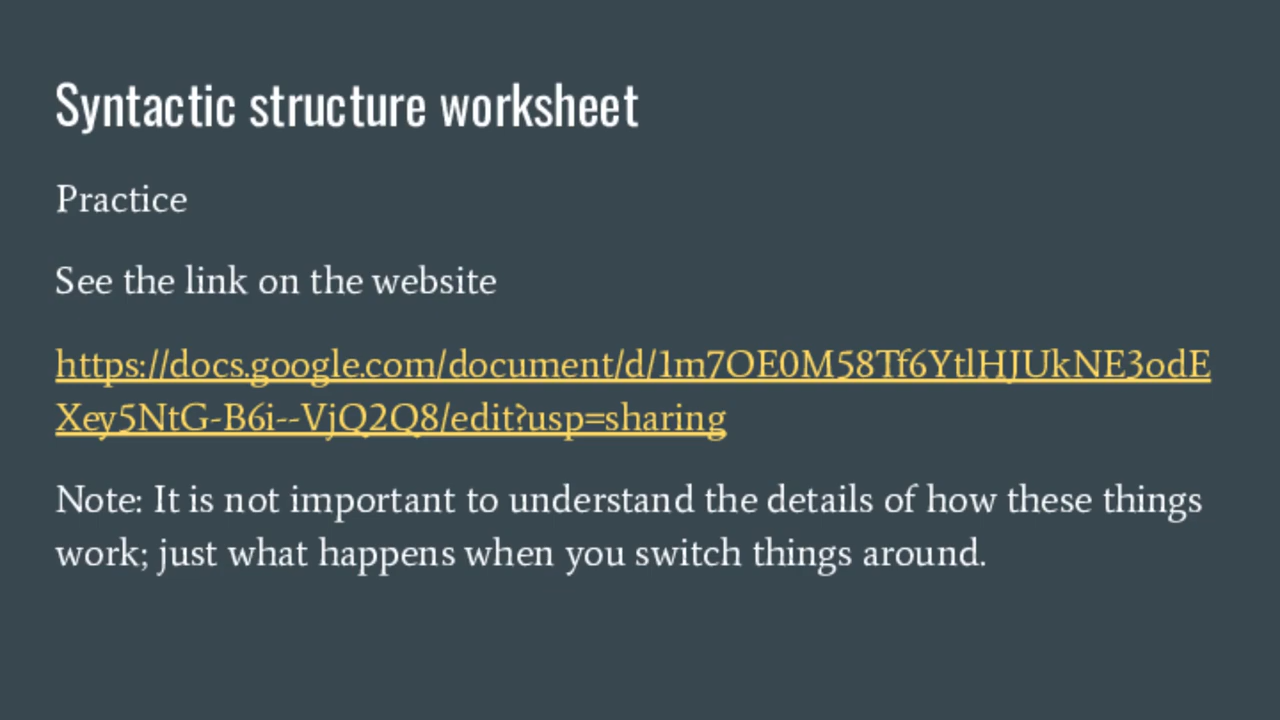 Syntactic structure worksheet
Practice
See the link on the website
https://docs.google.com/document/d/1m7OE0M58Tf6YtlHJUkNE3odE
Xey5NtG-B6i--VjQ2Q8/edit?usp=sharing
Note: It is not important to understand the details of how these things
work; just what happens when you switch things around.